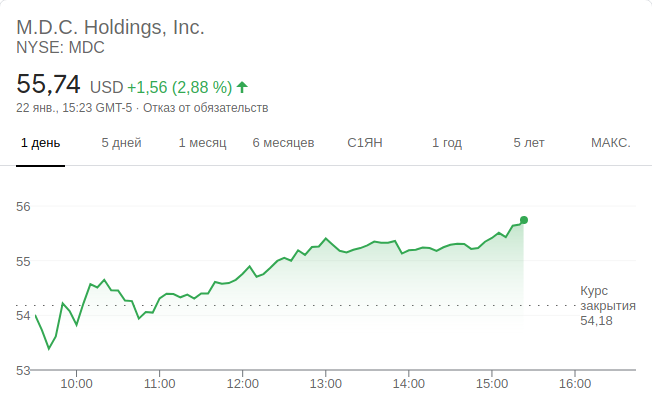 M.D.C. Holdings, Inc.
NYSE: MDC
55,74 USD +1,56 (2,88 %)
22 янв., 15:23 GMT-5 · Отказ от обязательств
1 день 5 дней 1 месяц 6 месяцев С1ЯН 1 год 5 лет МАКС.
56
55
54
53
Курс
закрытия
54,18
10:00 11:00 12:00 13:00 14:00 15:00 16:00